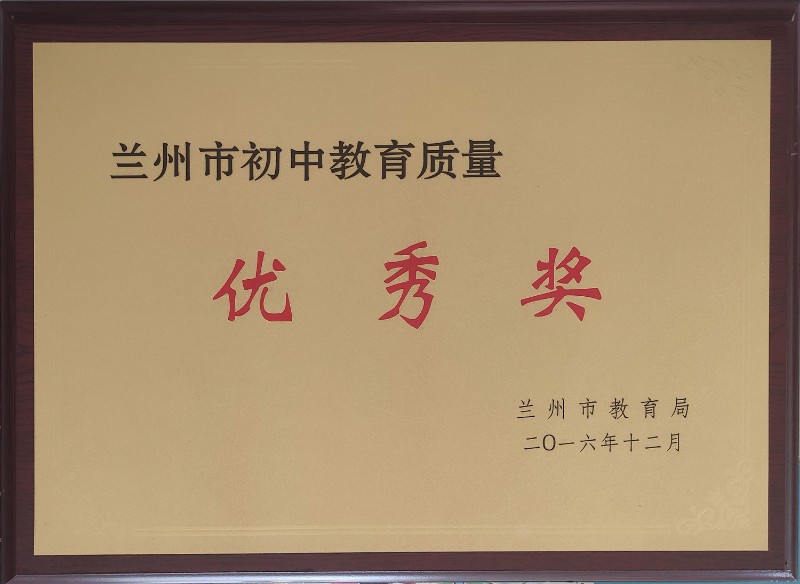 兰州市初中教育质量
优秀奖
兰州市教育局
二〇一六年十二月